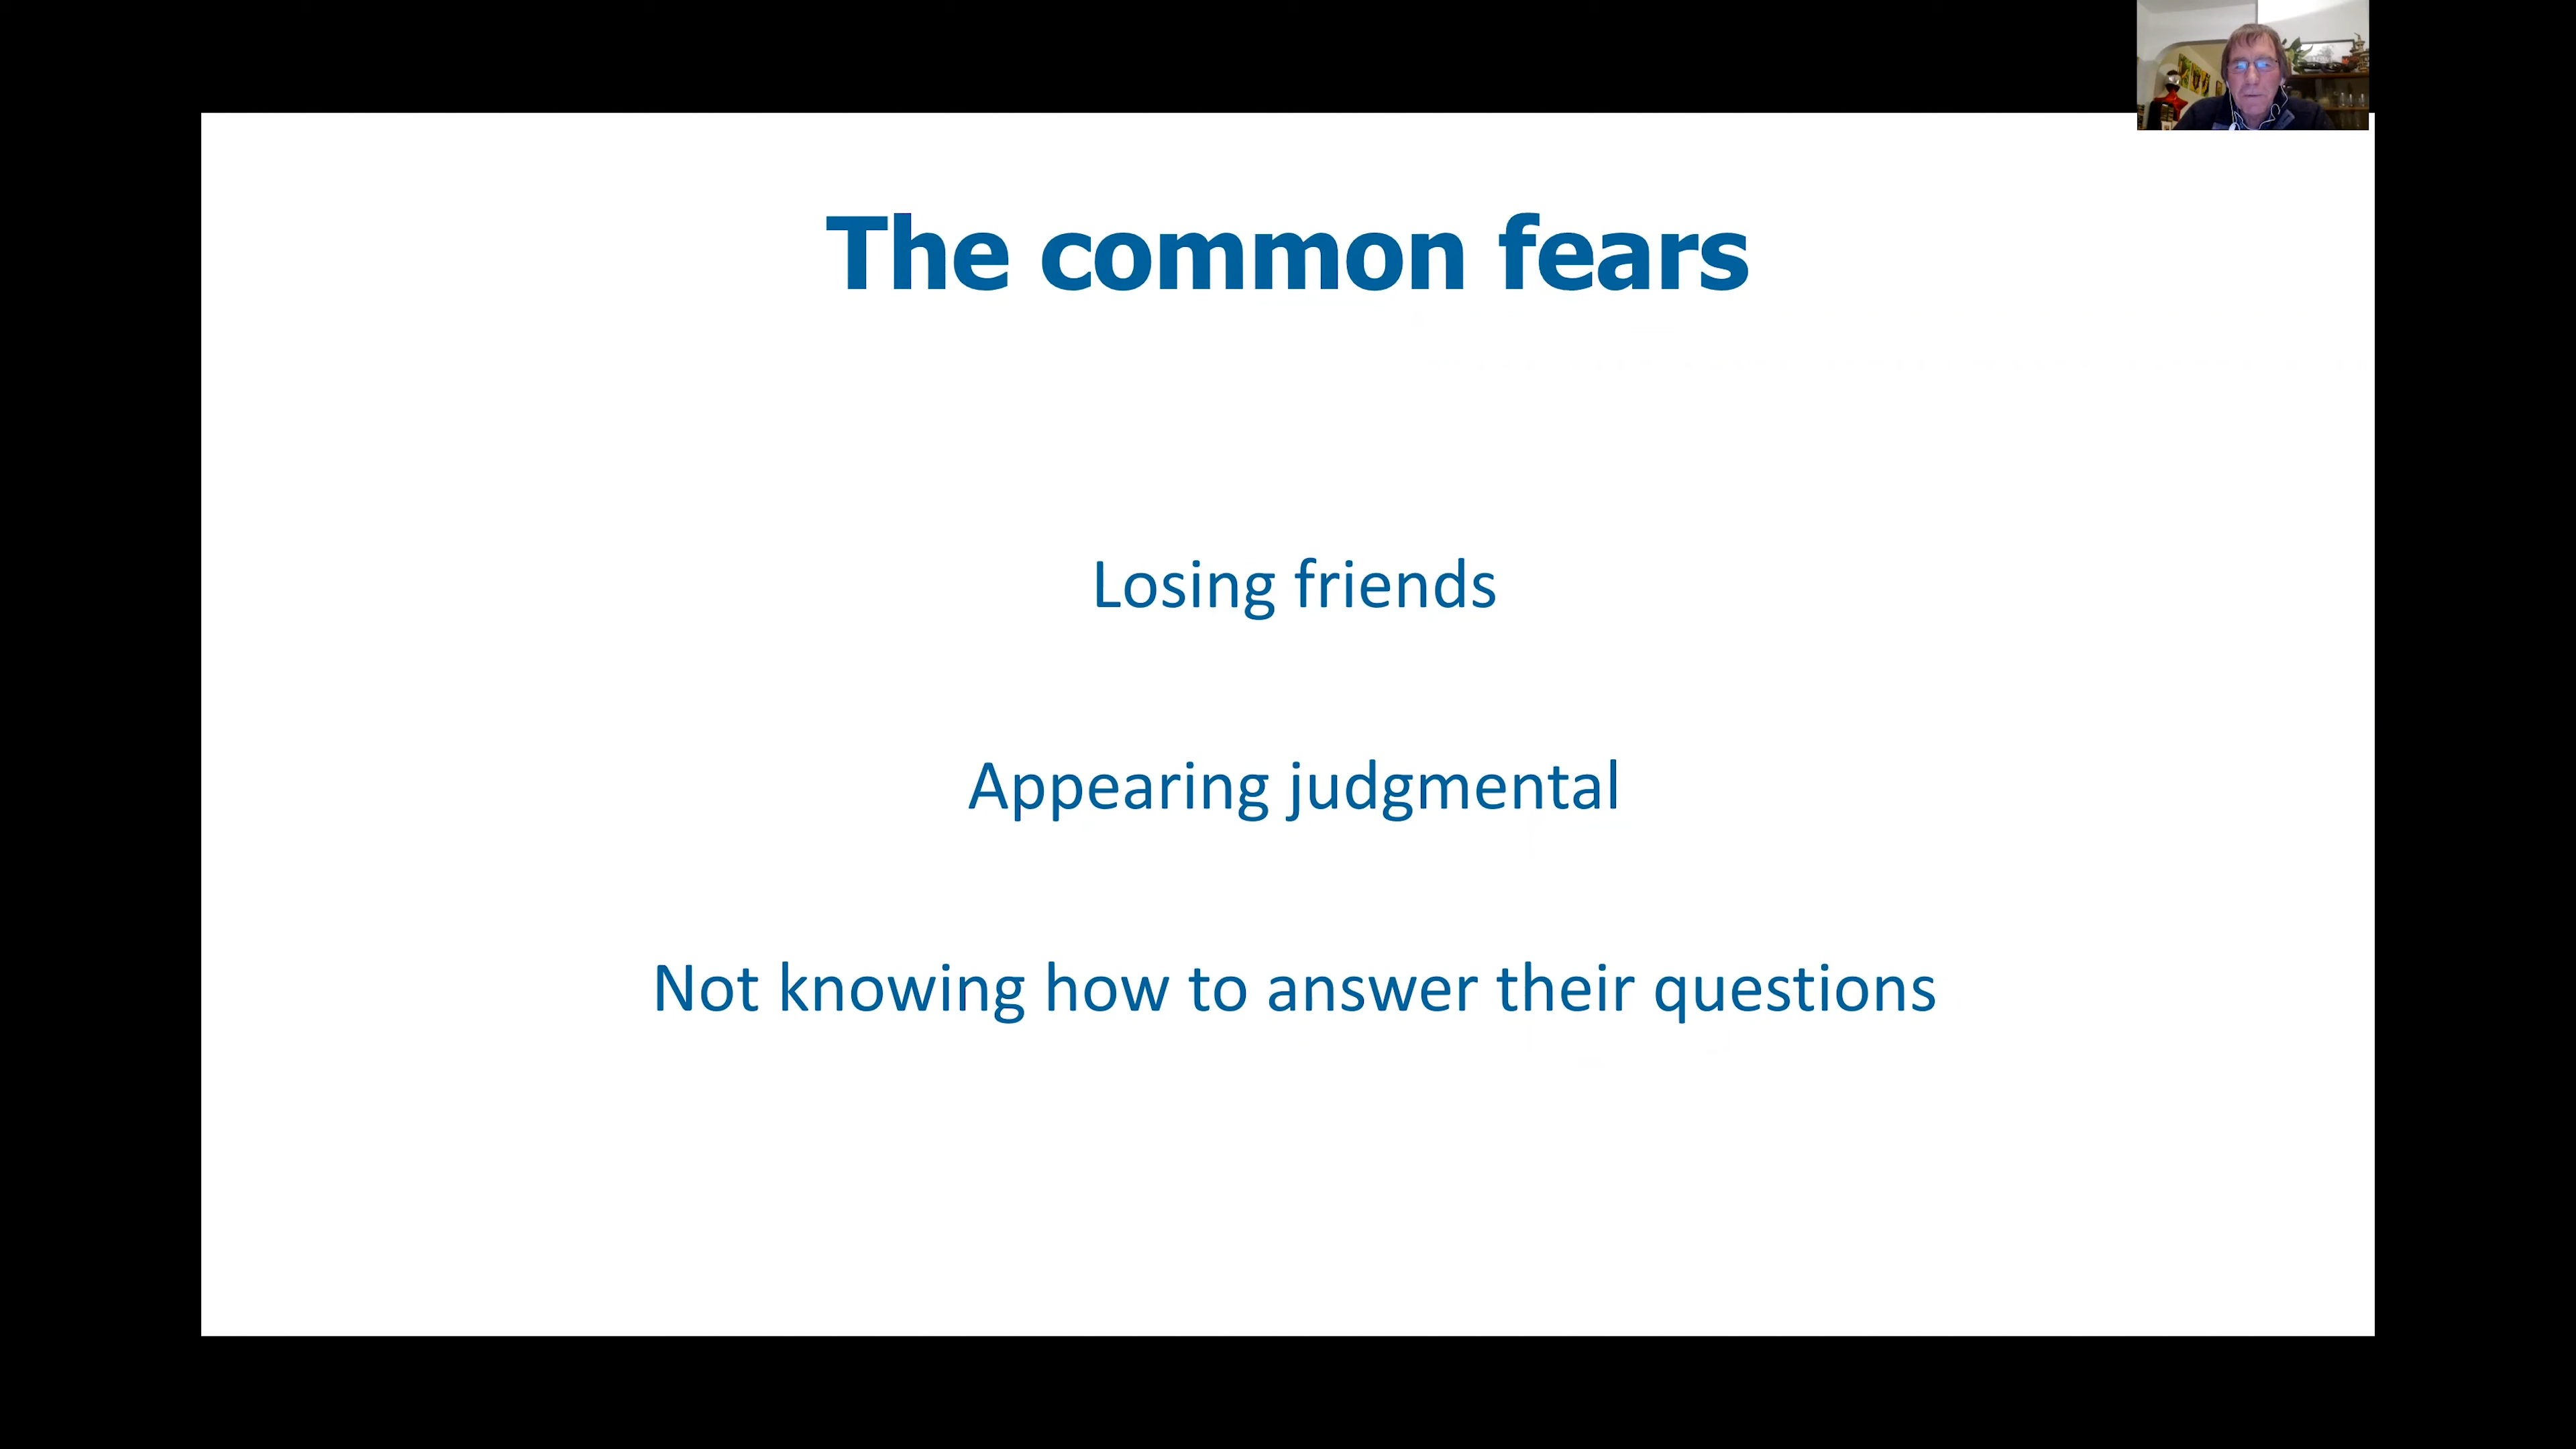 The common fears
Losing friends
Appearing judgmental
Not knowing how to answer their questions